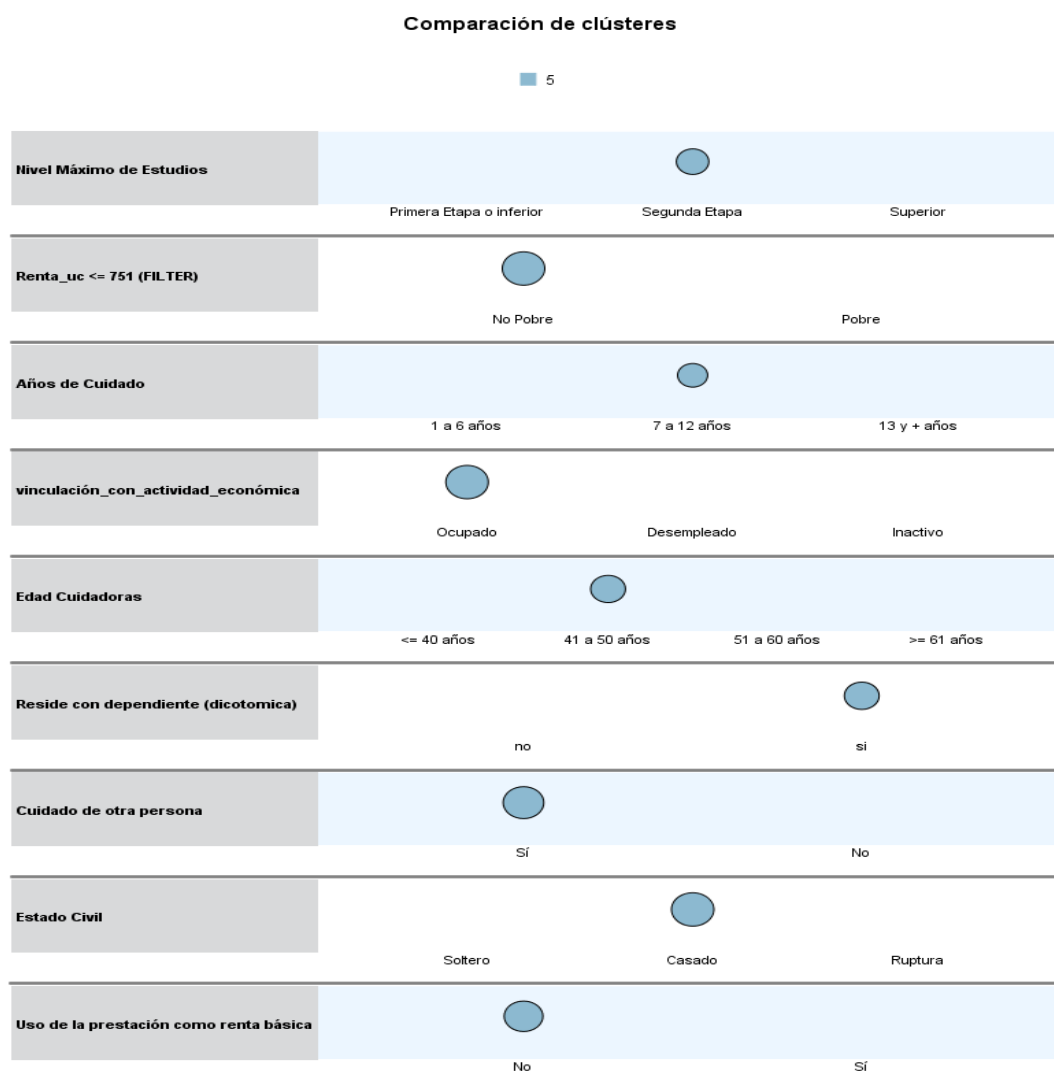 Comparación de clústeres
5
Nivel Máximo de Estudios
Primera Etapa o inferior Segunda Etapa Superior
Renta_uc <= 751 (FILTER)
No Pobre Pobre
Años de Cuidado
1 a 6 años 7 a 12 años 13 y + años
vinculación_con_actividad_económica
Ocupado Desempleado Inactivo
Edad Cuidadoras
<= 40 años 41 a 50 años 51 a 60 años >= 61 años
Reside con dependiente (dicotomica)
no si
Cuidado de otra persona
Sí No
Estado Civil
Soltero Casado Ruptura
Uso de la prestación como renta básica
No Sí